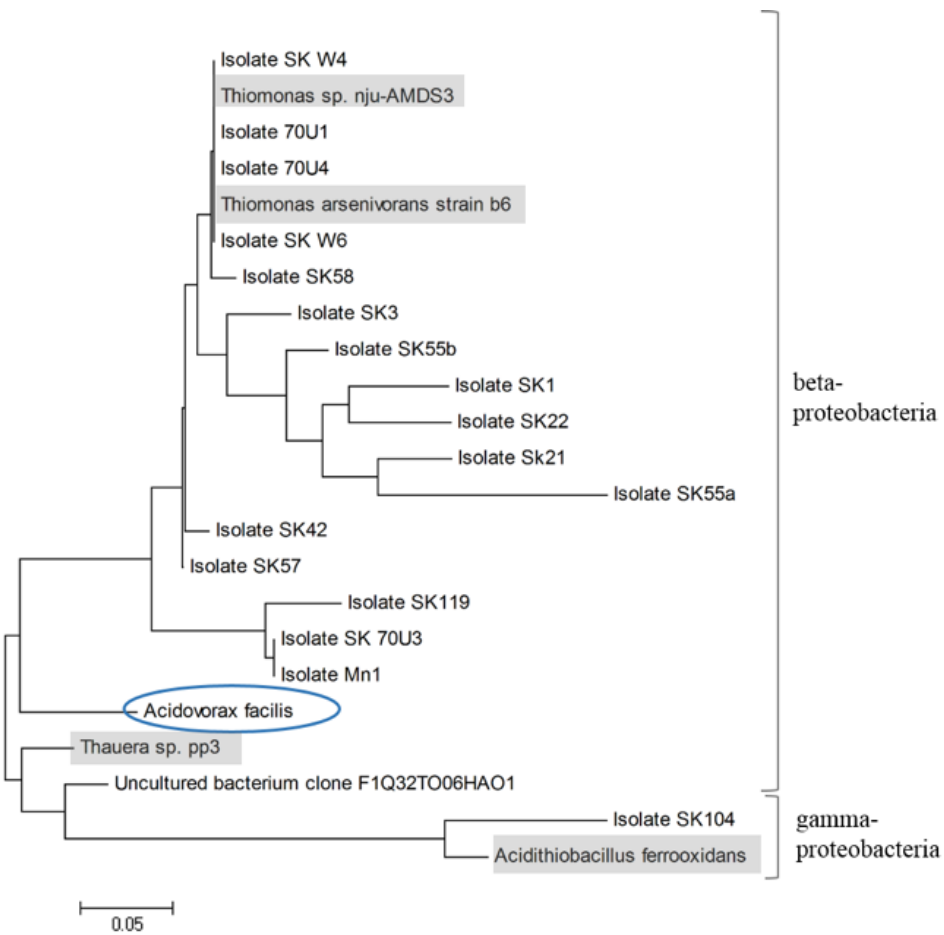 Isolate SK W4
Thiomonas sp. nju-AMDS3
Isolate 70U1
Isolate 70U4
Thiomonas arsenivorans strain b6
Isolate SK W6
Isolate SK58
Isolate SK3
Isolate SK55b
Isolate SK1
Isolate SK22
Isolate Sk21
Isolate SK55a
Isolate SK42
Isolate SK57
Isolate SK119
Isolate SK 70U3
Isolate Mn1
Acidovorax facilis
Thauera sp. pp3
Uncultured bacterium clone F1Q32TO06HAO1
Isolate SK104
Acidithiobacillus ferrooxidans
beta-
proteobacteria
gamma-
proteobacteria
0.05